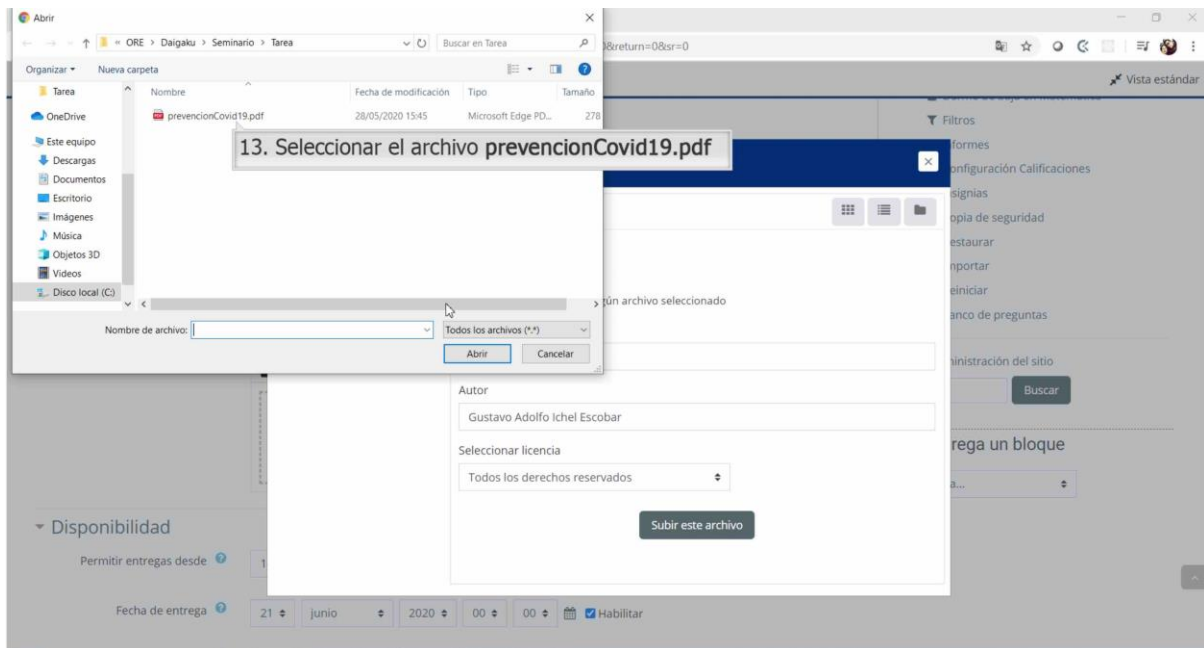 Abrir
« ORE > Daigaku > Seminario > Tarea
Buscar en Tarea
Organizar
Nueva carpeta
Nombre
Fecha de modificación
Tipo
Tamaño
prevencionCovid19.pdf
28/05/2020 15:45
Microsoft Edge PD...
278
Tarea
OneDrive
Este equipo
Descargas
Documentos
Escritorio
Imágenes
Música
Objetos 3D
Videos
Disco local (C:)
13. Seleccionar el archivo prevencionCovid19.pdf
Nombre de archivo:
Todos los archivos (*.*)
Abrir
Cancelar
0&return=0&sr=0
Vista estándar
Filtros
formes
onfiguración Calificaciones
signias
opia de seguridad
estaurar
mportar
einiciar
anco de preguntas
ministración del sitio
Buscar
rega un bloque
a...
gún archivo seleccionado
Autor
Gustavo Adolfo Ichel Escobar
Seleccionar licencia
Todos los derechos reservados
Subir este archivo
Disponibilidad
Permitir entregas desde
1
Fecha de entrega
21 junio 2020 00 00 Habilitar